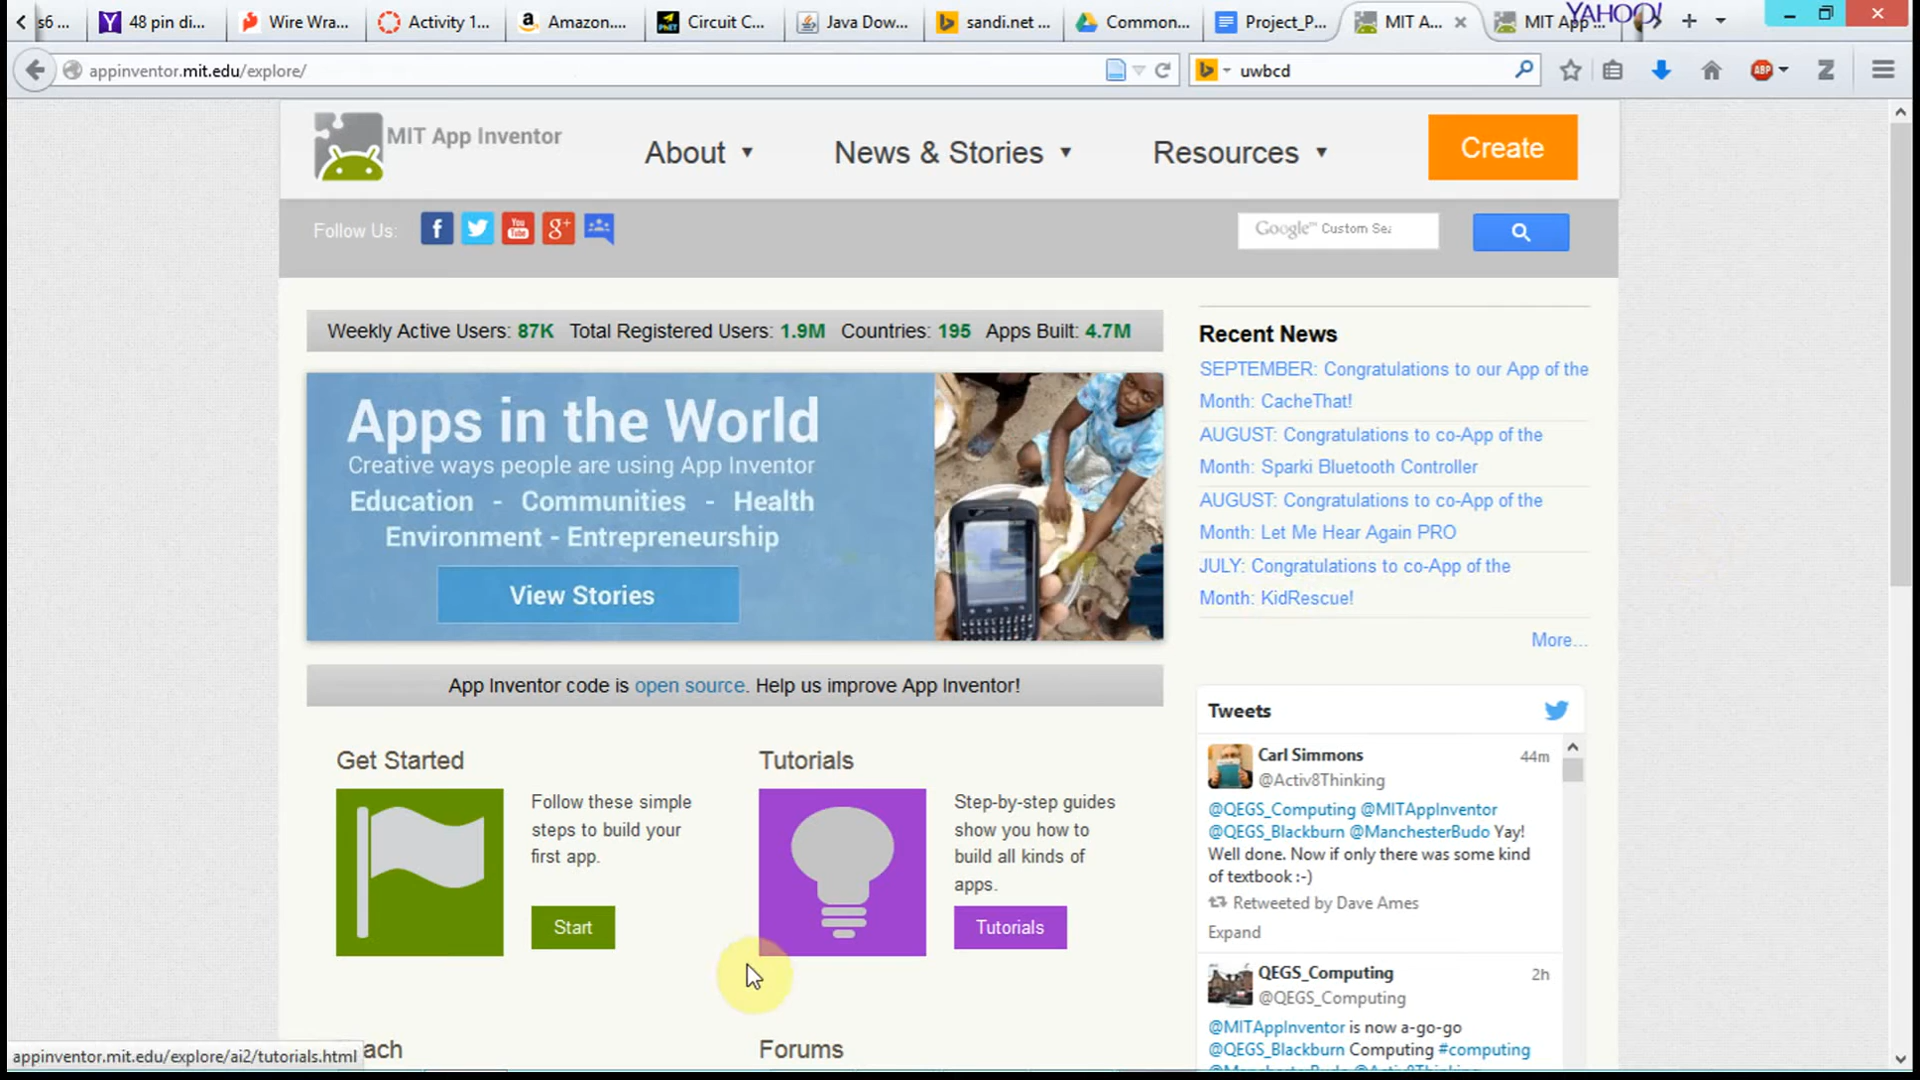 s6 ...
48 pin di...
Wire Wra...
Activity 1...
Amazon....
Circuit C...
Java Dow...
sandi.net ...
Common...
Project_P...
MIT A...
MIT App ...
YAHOO!
appinventor.mit.edu/explore/
uwbcd
ABP
Z
MIT App Inventor
About
News & Stories
Resources
Create
Follow Us:
You Tube
g+
Google™ Custom Sea
Weekly Active Users: 87K Total Registered Users: 1.9M Countries: 195 Apps Built: 4.7M
Apps in the World
Creative ways people are using App Inventor
Education - Communities - Health
Environment - Entrepreneurship
View Stories
App Inventor code is open source. Help us improve App Inventor!
Recent News
SEPTEMBER: Congratulations to our App of the
Month: CacheThat!
AUGUST: Congratulations to co-App of the
Month: Sparki Bluetooth Controller
AUGUST: Congratulations to co-App of the
Month: Let Me Hear Again PRO
JULY: Congratulations to co-App of the
Month: KidRescue!
More...
Get Started
Follow these simple
steps to build your
first app.
Start
Tutorials
Step-by-step guides
show you how to
build all kinds of
apps.
Tutorials
Tweets
Carl Simmons 44m
@Activ8Thinking
@QEGS_Computing @MITAppInventor
@QEGS_Blackburn @ManchesterBudo Yay!
Well done. Now if only there was some kind
of textbook :-)
Retweeted by Dave Ames
Expand
QEGS_Computing 2h
@QEGS_Computing
@MITAppInventor is now a-go-go
@QEGS_Blackburn Computing #computing
ach
Forums
appinventor.mit.edu/explore/ai2/tutorials.html